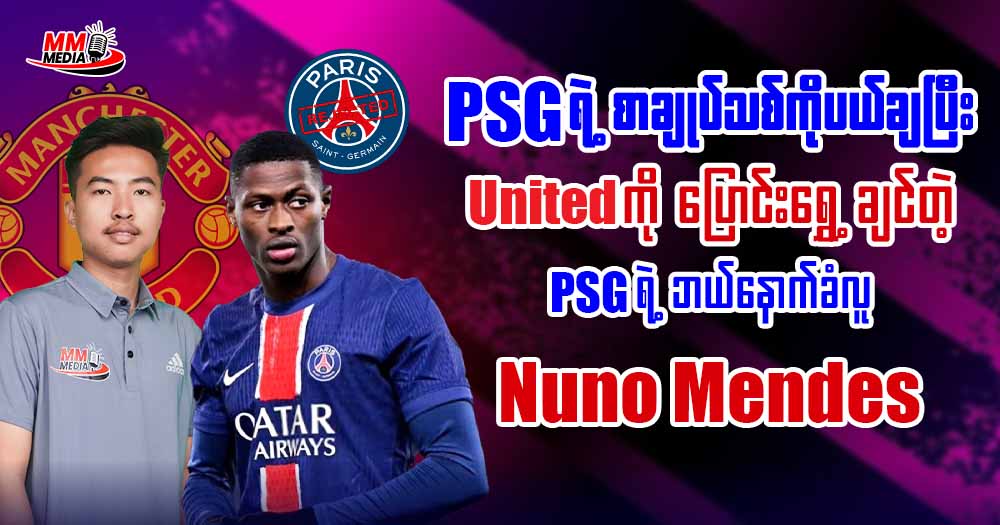 MM
MEDIA
MANCHESTER
PARIS
REJECTED
SAINT - GERMAIN
PSG ရဲ့ စာချုပ်သစ်ကိုပယ်ချပြီး
United ကို ပြောင်းရွှေ့ ချင်တဲ့
PSG ရဲ့ ဘယ်နောက်ခံလူ
Nuno Mendes
MM
MEDIA
adidas
PARIS
QATAR
AIRWAYS